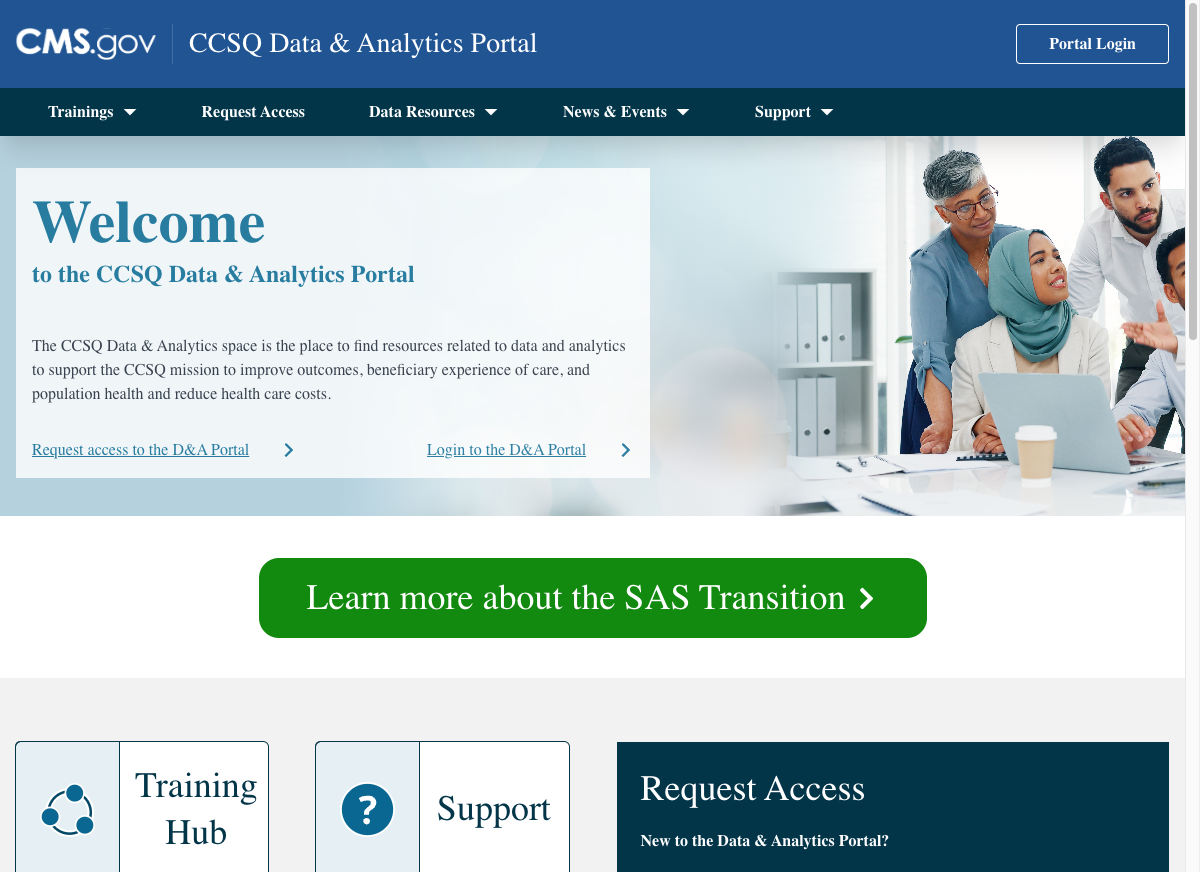 CMS.gov
CCSQ Data & Analytics Portal
Portal Login
Trainings
Request Access
Data Resources
News & Events
Support
Welcome
to the CCSQ Data & Analytics Portal
The CCSQ Data & Analytics space is the place to find resources related to data and analytics
to support the CCSQ mission to improve outcomes, beneficiary experience of care, and
population health and reduce health care costs.
Request access to the D&A Portal
Login to the D&A Portal
Learn more about the SAS Transition
Training
Hub
?
Support
Request Access
New to the Data & Analytics Portal?